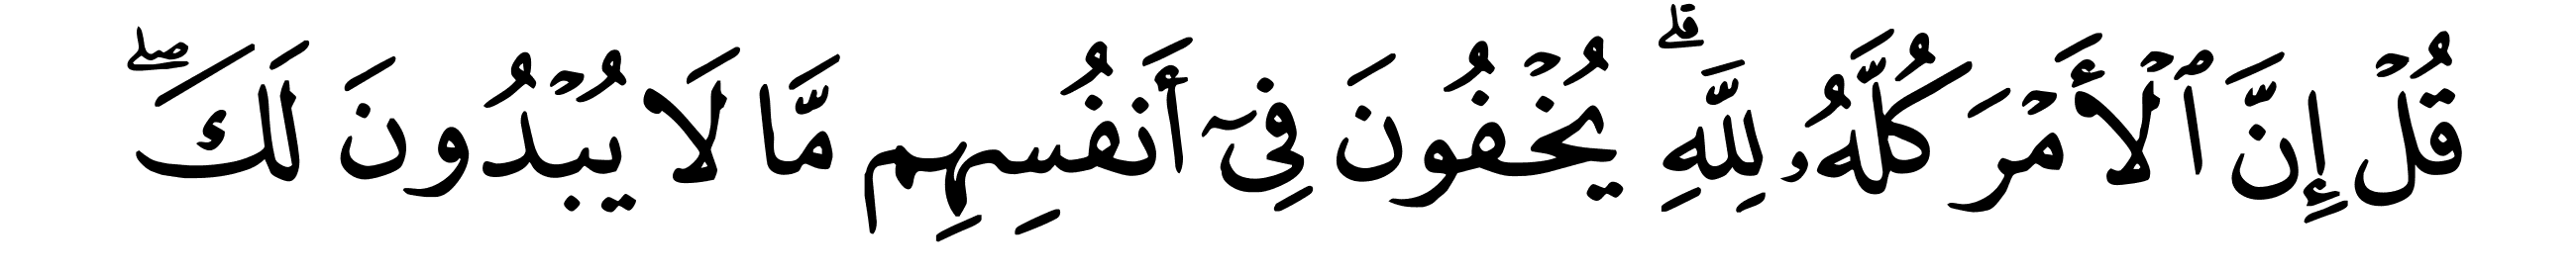 قُلۡ إِنَّ ٱلۡأَمۡرَ كُلَّهُۥ لِلَّهِۗ يُخۡفُونَ فِيٓ أَنفُسِهِم مَّا لَا يُبۡدُونَ لَكَۖ